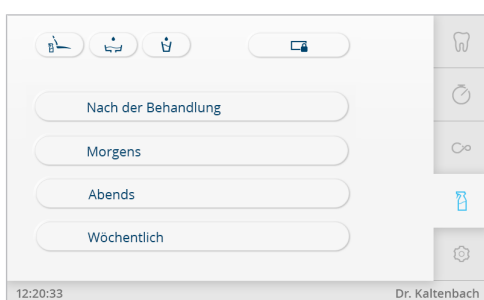 Nach der Behandlung
Morgens
Abends
Wöchentlich
12:20:33 Dr. Kaltenbach